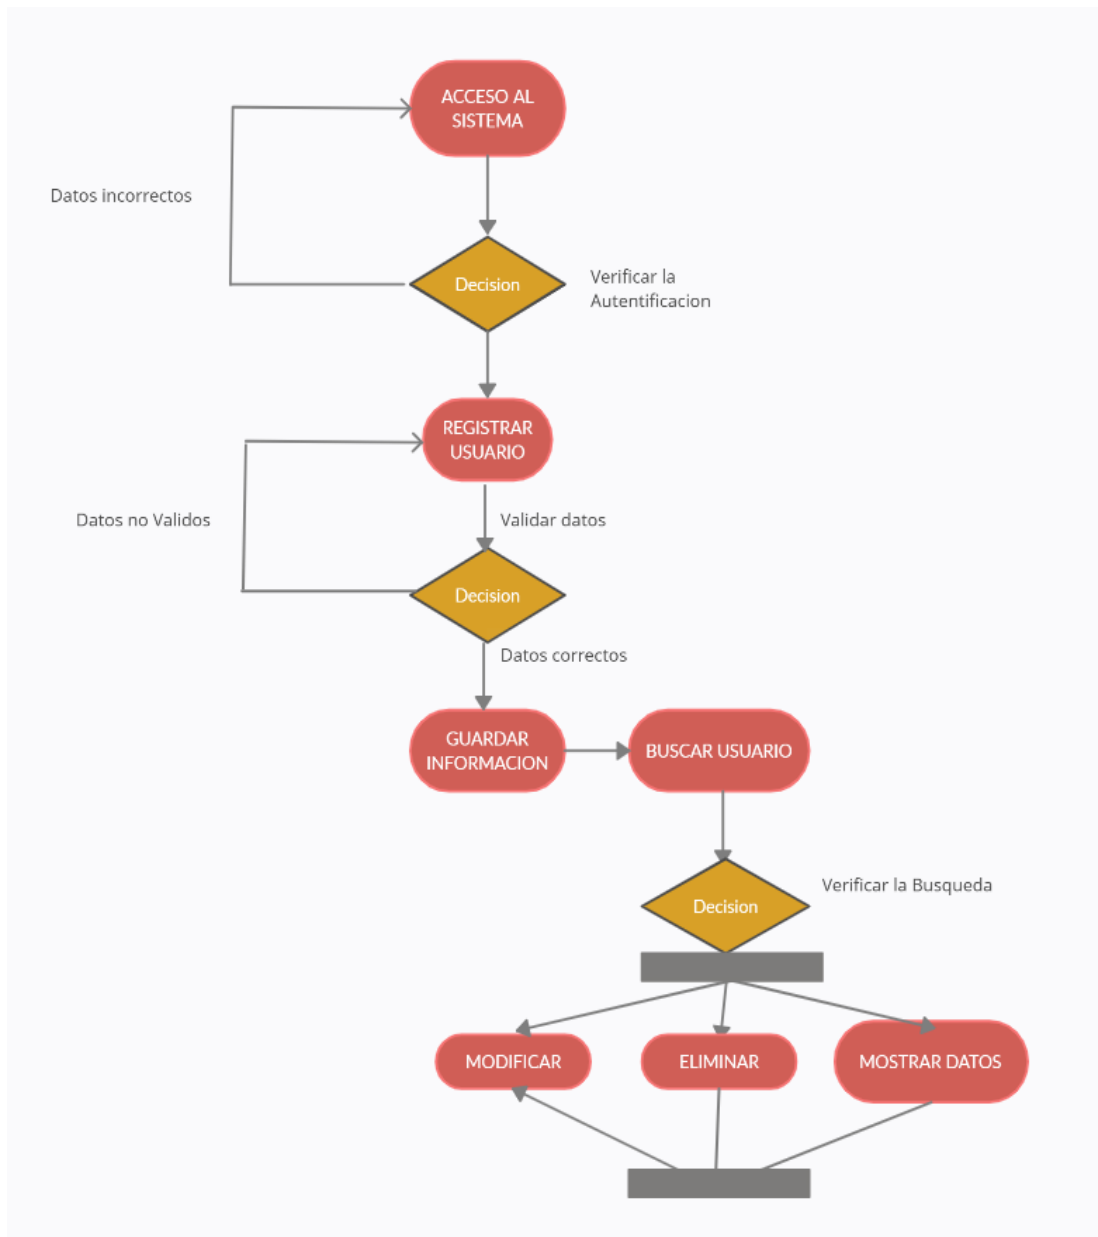 ACCESO AL
SISTEMA
Datos incorrectos
Decision
Verificar la
Autentificacion
REGISTRAR
USUARIO
Datos no Validos
Validar datos
Decision
Datos correctos
GUARDAR
INFORMACION
BUSCAR USUARIO
Verificar la Busqueda
Decision
MODIFICAR
ELIMINAR
MOSTRAR DATOS